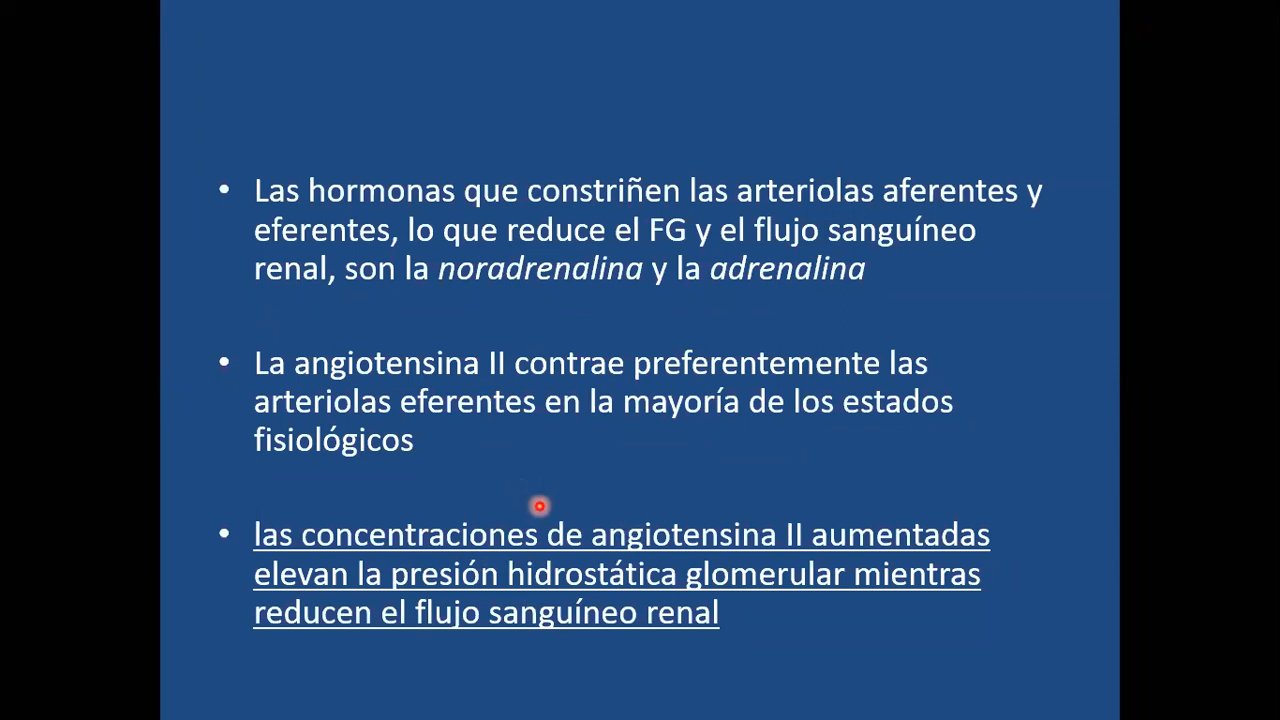 • Las hormonas que constriñen las arteriolas aferentes y
eferentes, lo que reduce el FG y el flujo sanguíneo
renal, son la noradrenalina y la adrenalina
• La angiotensina II contrae preferentemente las
arteriolas eferentes en la mayoría de los estados
fisiológicos
• las concentraciones de angiotensina II aumentadas
elevan la presión hidrostática glomerular mientras
reducen el flujo sanguíneo renal